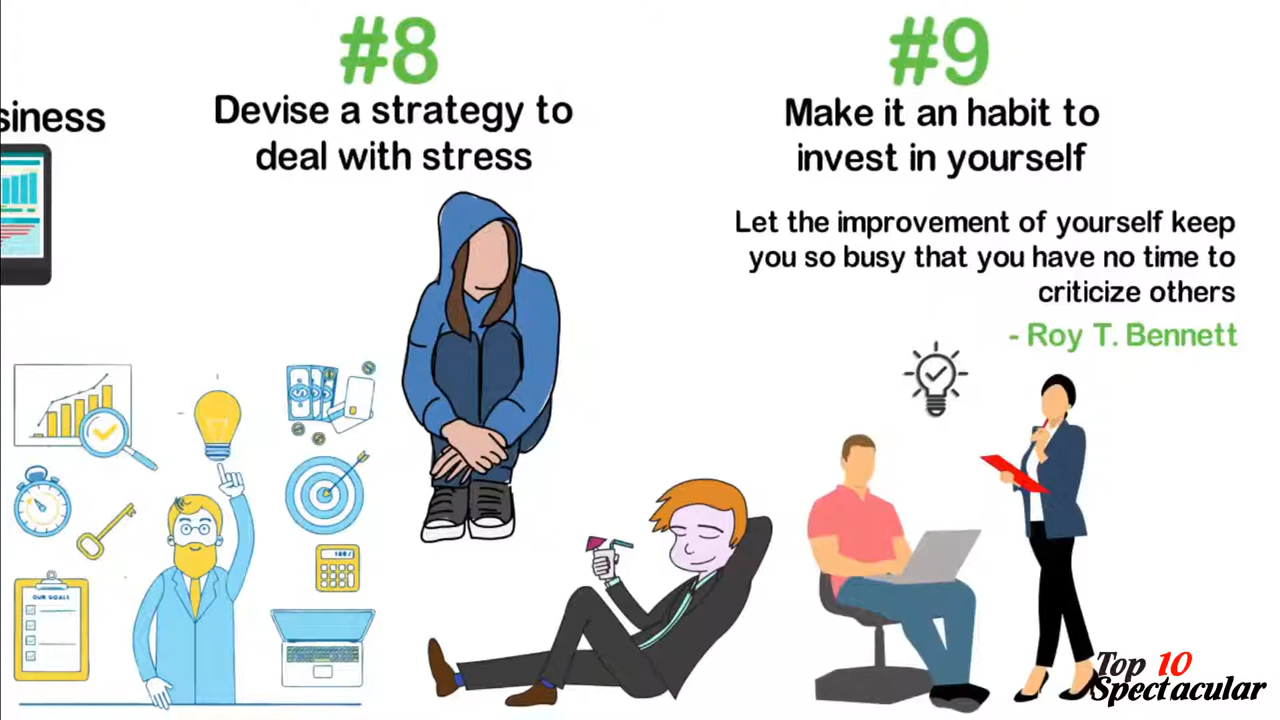 siness
#8
Devise a strategy to
deal with stress
#9
Make it an habit to
invest in yourself
Let the improvement of yourself keep
you so busy that you have no time to
criticize others
- Roy T. Bennett
OUR GOALS
Top 10
Spectacular